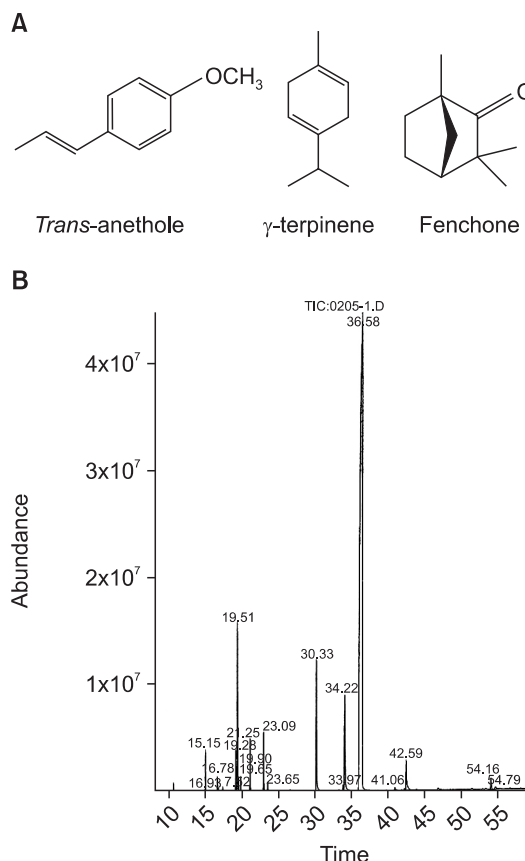 A
OCH3
O
Trans-anethole
γ-terpinene
Fenchone
B
TIC:0205-1.D
36.58
4x10⁷
3x10⁷
2x10⁷
1x10⁷
Abundance
19.51
30.33
34.22
21.25
23.09
15.15
19.28
19.90
16.78
19.65
42.59
16.93
23.65
33.97
41.06
54.16
54.79
10
15
20
25
30
35
40
45
50
55
Time